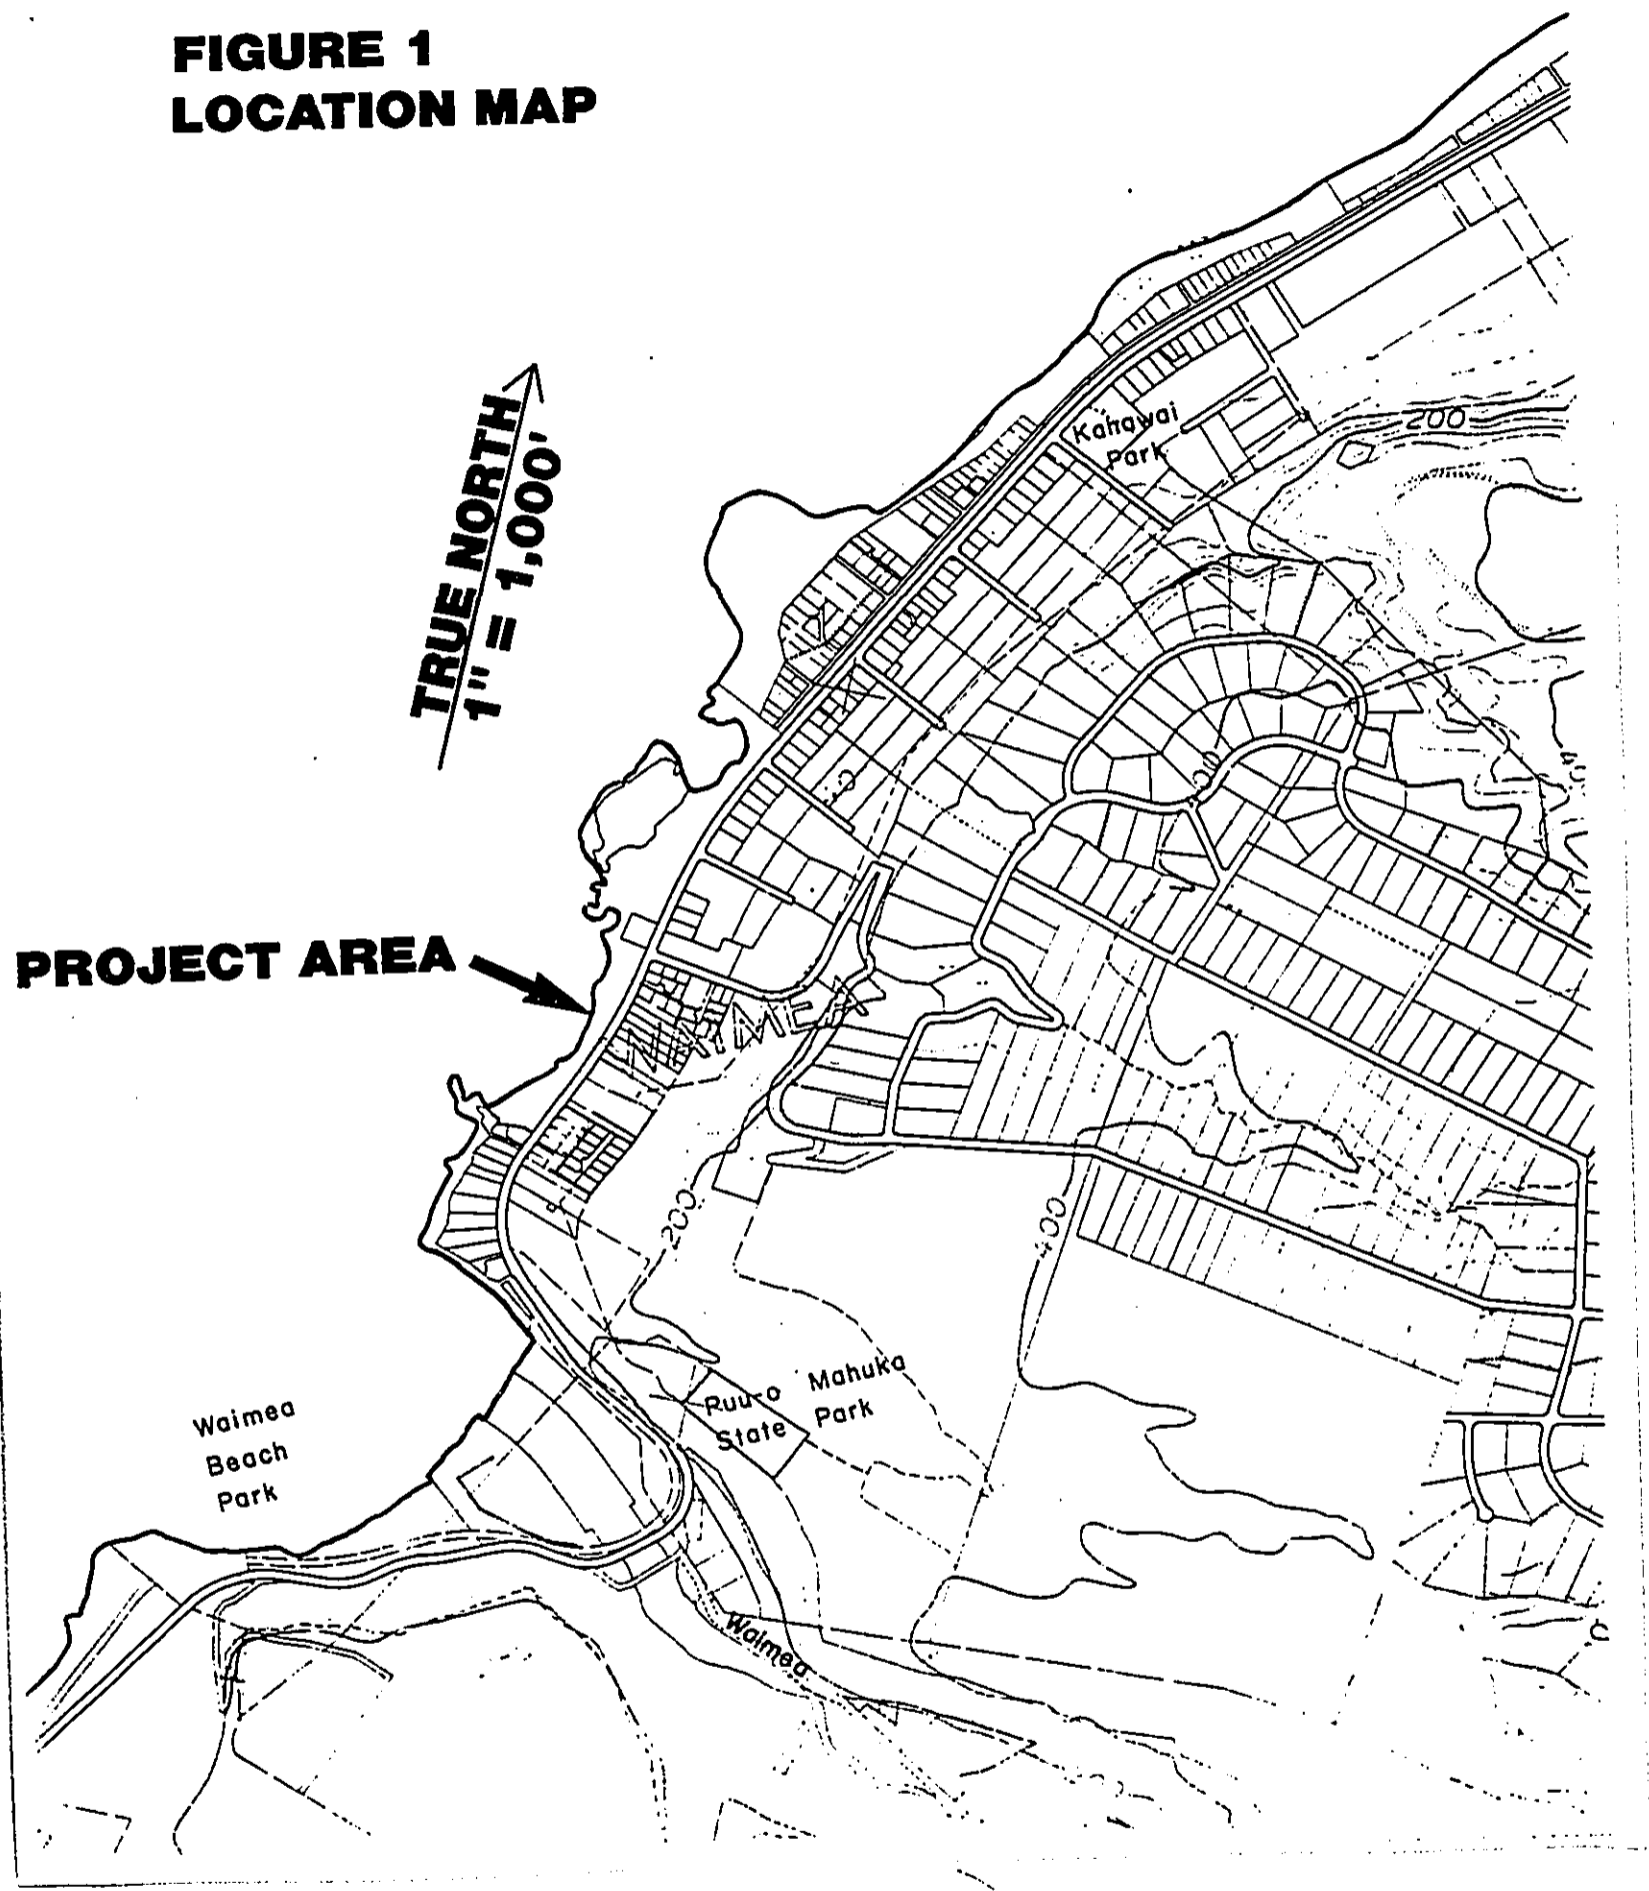 FIGURE 1
LOCATION MAP
TRUE NORTH
1" = 1,000'
Kahawai
Park
200
PROJECT AREA
WAIMEA
200
400
Waimea
Beach
Park
Puu-o Mahuka
State Park
Waimea